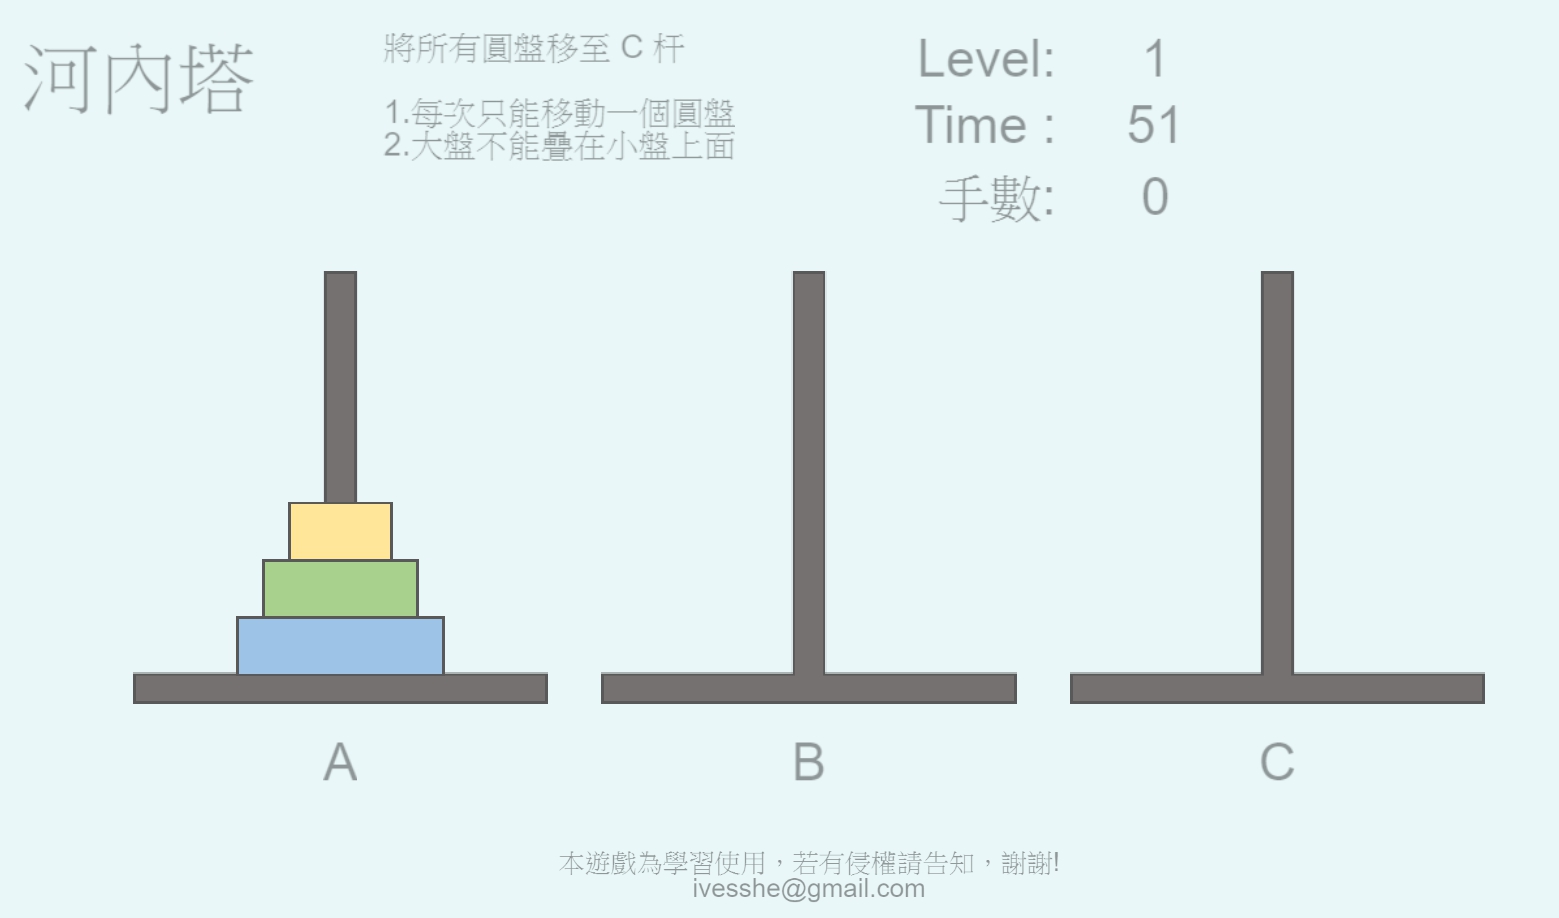 河內塔
將所有圓盤移至 C 杆
1.每次只能移動一個圓盤
2.大盤不能疊在小盤上面
Level: 1
Time : 51
手數: 0
A
B
C
本遊戲為學習使用，若有侵權請告知，謝謝!
ivesshe@gmail.com